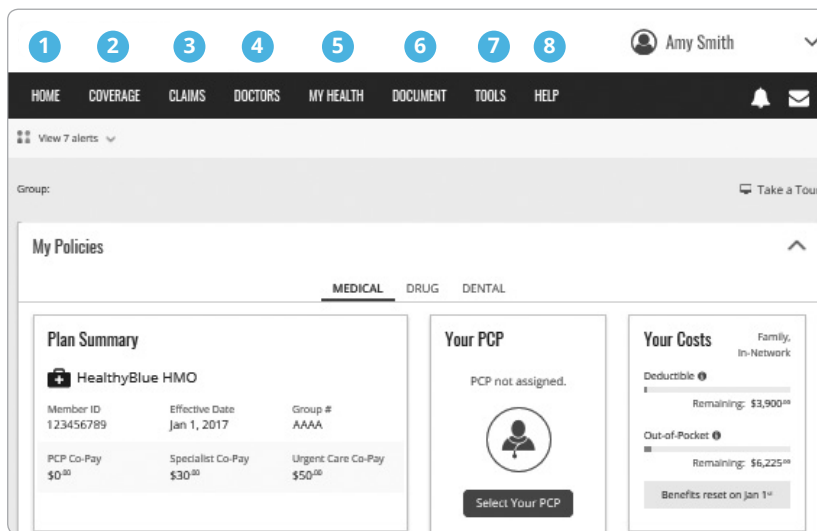 1 2 3 4 5 6 7 8 Amy Smith
HOME COVERAGE CLAIMS DOCTORS MY HEALTH DOCUMENT TOOLS HELP
View 7 alerts
Group: Take a Tour
My Policies
MEDICAL DRUG DENTAL
Plan Summary
HealthyBlue HMO
Member ID Effective Date Group #
123456789 Jan 1, 2017 AAAA
PCP Co-Pay Specialist Co-Pay Urgent Care Co-Pay
$0.00 $30.00 $50.00
Your PCP
PCP not assigned.
Select Your PCP
Your Costs Family,
In-Network
Deductible
Remaining: $3,900.00
Out-of-Pocket
Remaining: $6,225.00
Benefits reset on Jan 1st